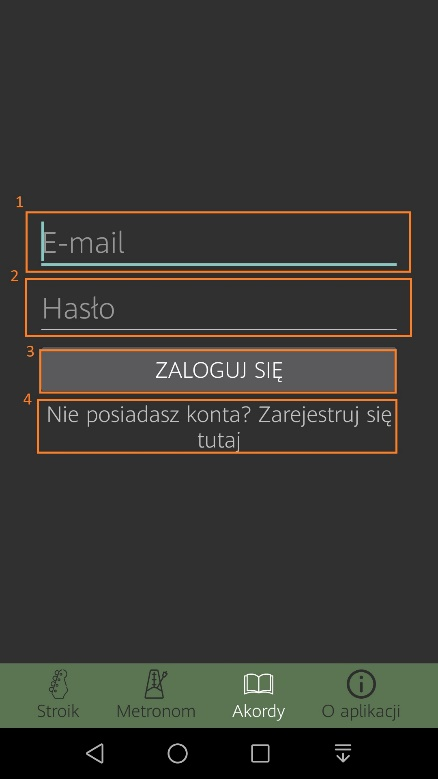 1
E-mail
2
Hasło
3
ZALOGUJ SIĘ
4
Nie posiadasz konta? Zarejestruj się
tutaj
Stroik Metronom Akordy O aplikacji